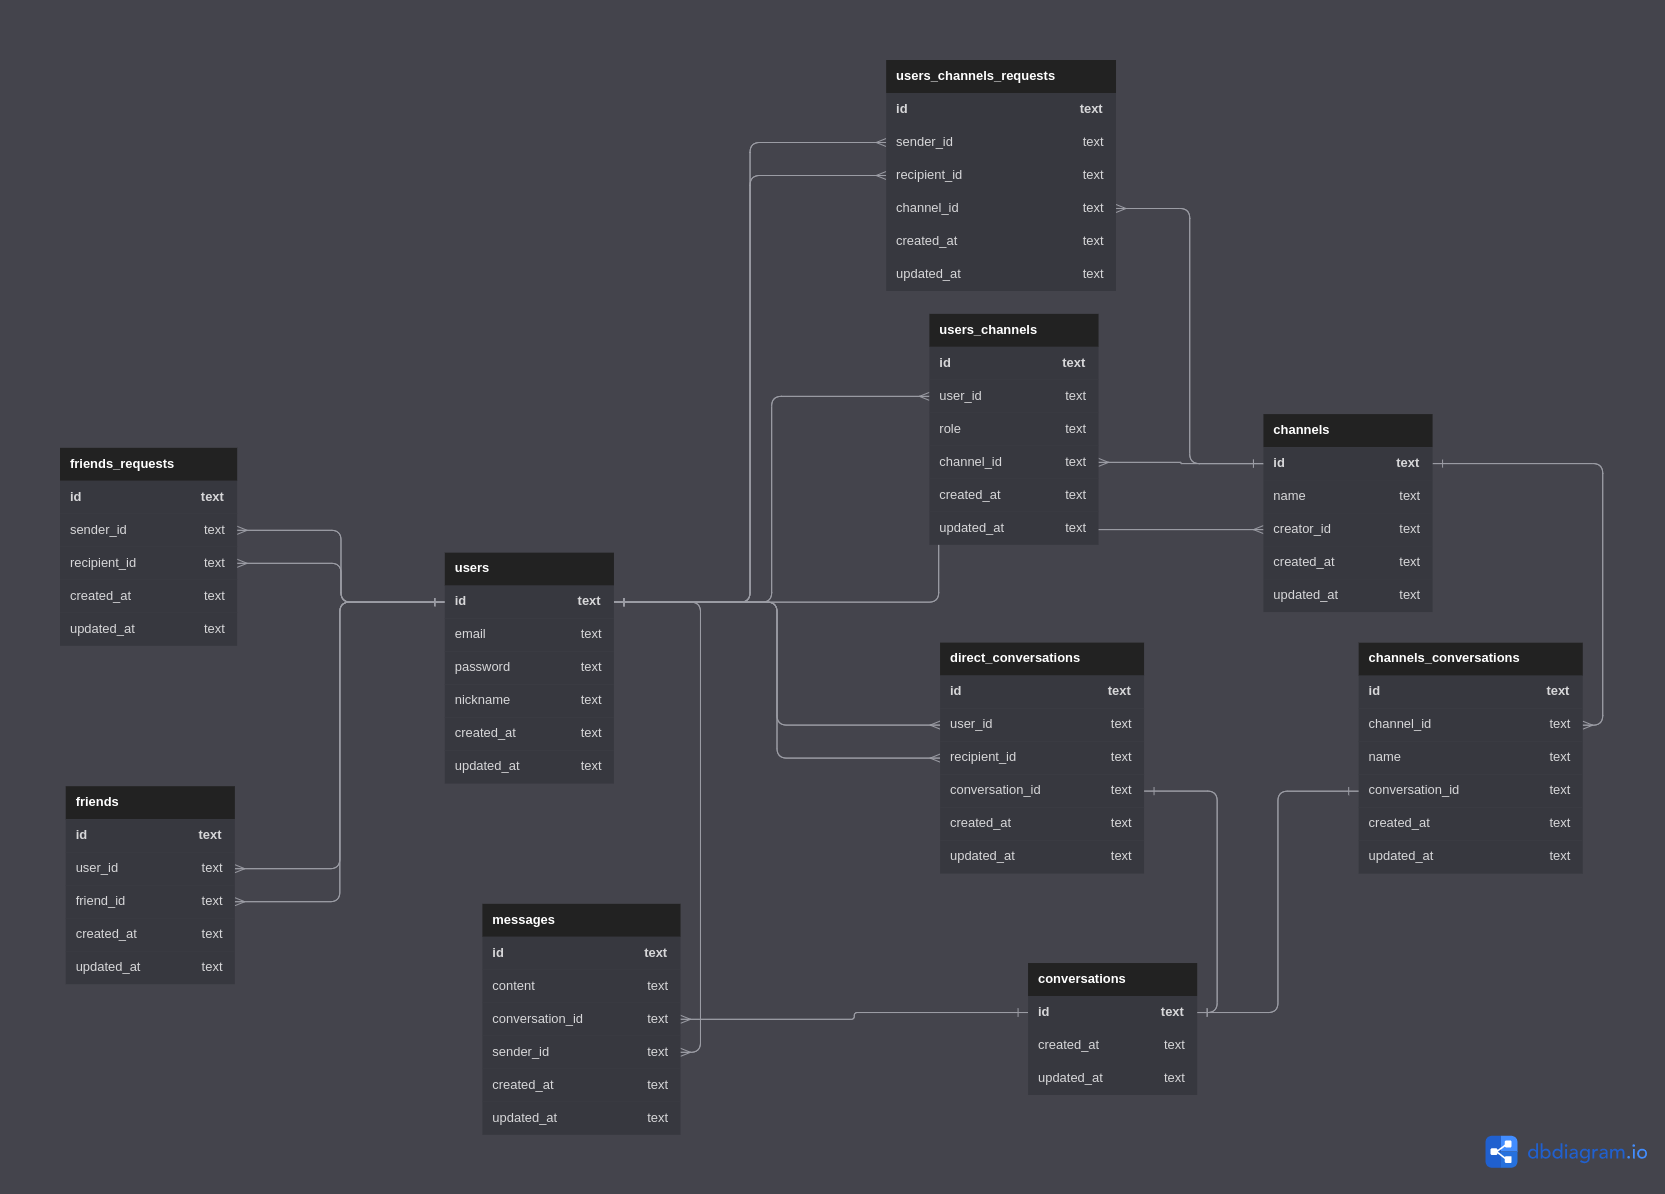 users_channels_requests
id text
sender_id text
recipient_id text
channel_id text
created_at text
updated_at text
users_channels
id text
user_id text
role text
channel_id text
created_at text
updated_at text
channels
id text
name text
creator_id text
created_at text
updated_at text
friends_requests
id text
sender_id text
recipient_id text
created_at text
updated_at text
users
id text
email text
password text
nickname text
created_at text
updated_at text
direct_conversations
id text
user_id text
recipient_id text
conversation_id text
created_at text
updated_at text
channels_conversations
id text
channel_id text
name text
conversation_id text
created_at text
updated_at text
friends
id text
user_id text
friend_id text
created_at text
updated_at text
messages
id text
content text
conversation_id text
sender_id text
created_at text
updated_at text
conversations
id text
created_at text
updated_at text
dbdiagram.io